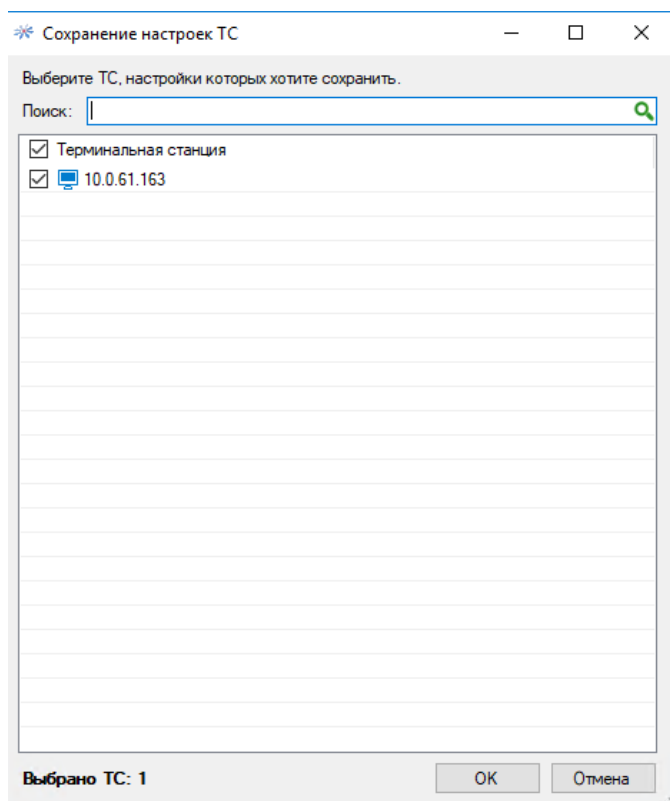 Сохранение настроек ТС
Выберите ТС, настройки которых хотите сохранить.
Поиск:
Терминальная станция
10.0.61.163
Выбрано ТС: 1
OK
Отмена